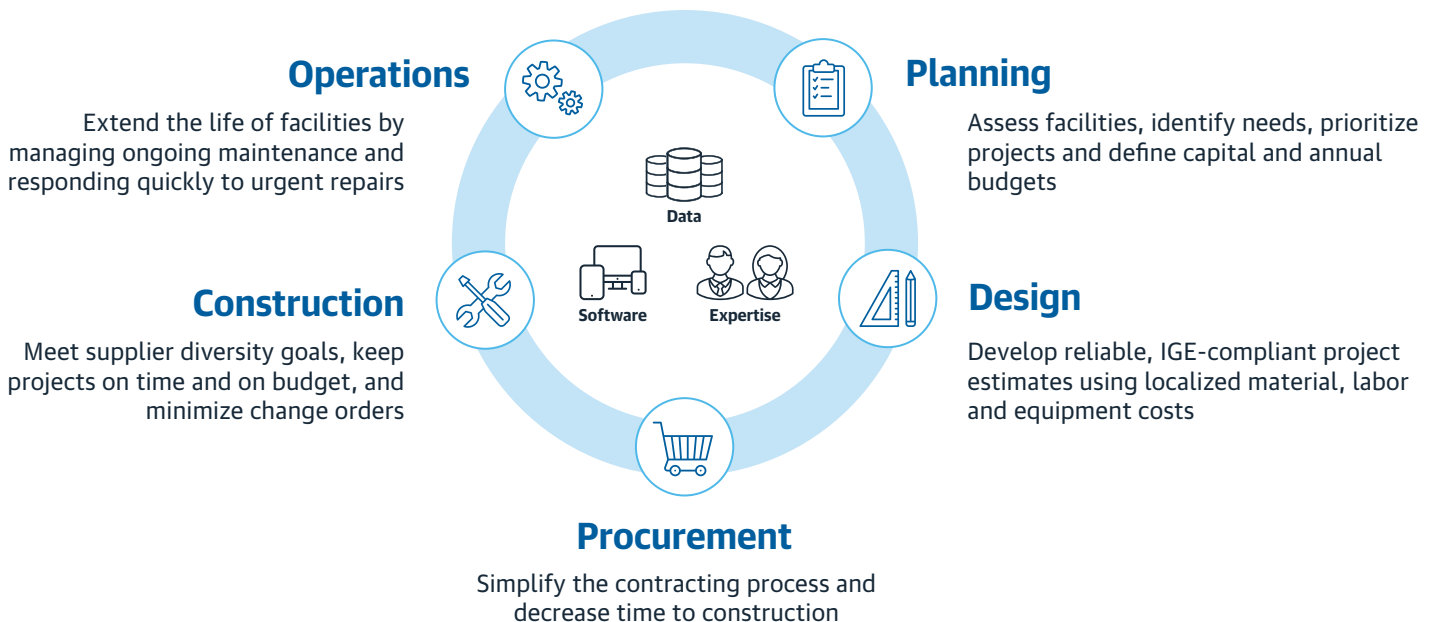 Operations
Extend the life of facilities by
managing ongoing maintenance and
responding quickly to urgent repairs
Planning
Assess facilities, identify needs, prioritize
projects and define capital and annual
budgets
Data
Software
Expertise
Construction
Meet supplier diversity goals, keep
projects on time and on budget, and
minimize change orders
Design
Develop reliable, IGE-compliant project
estimates using localized material, labor
and equipment costs
Procurement
Simplify the contracting process and
decrease time to construction